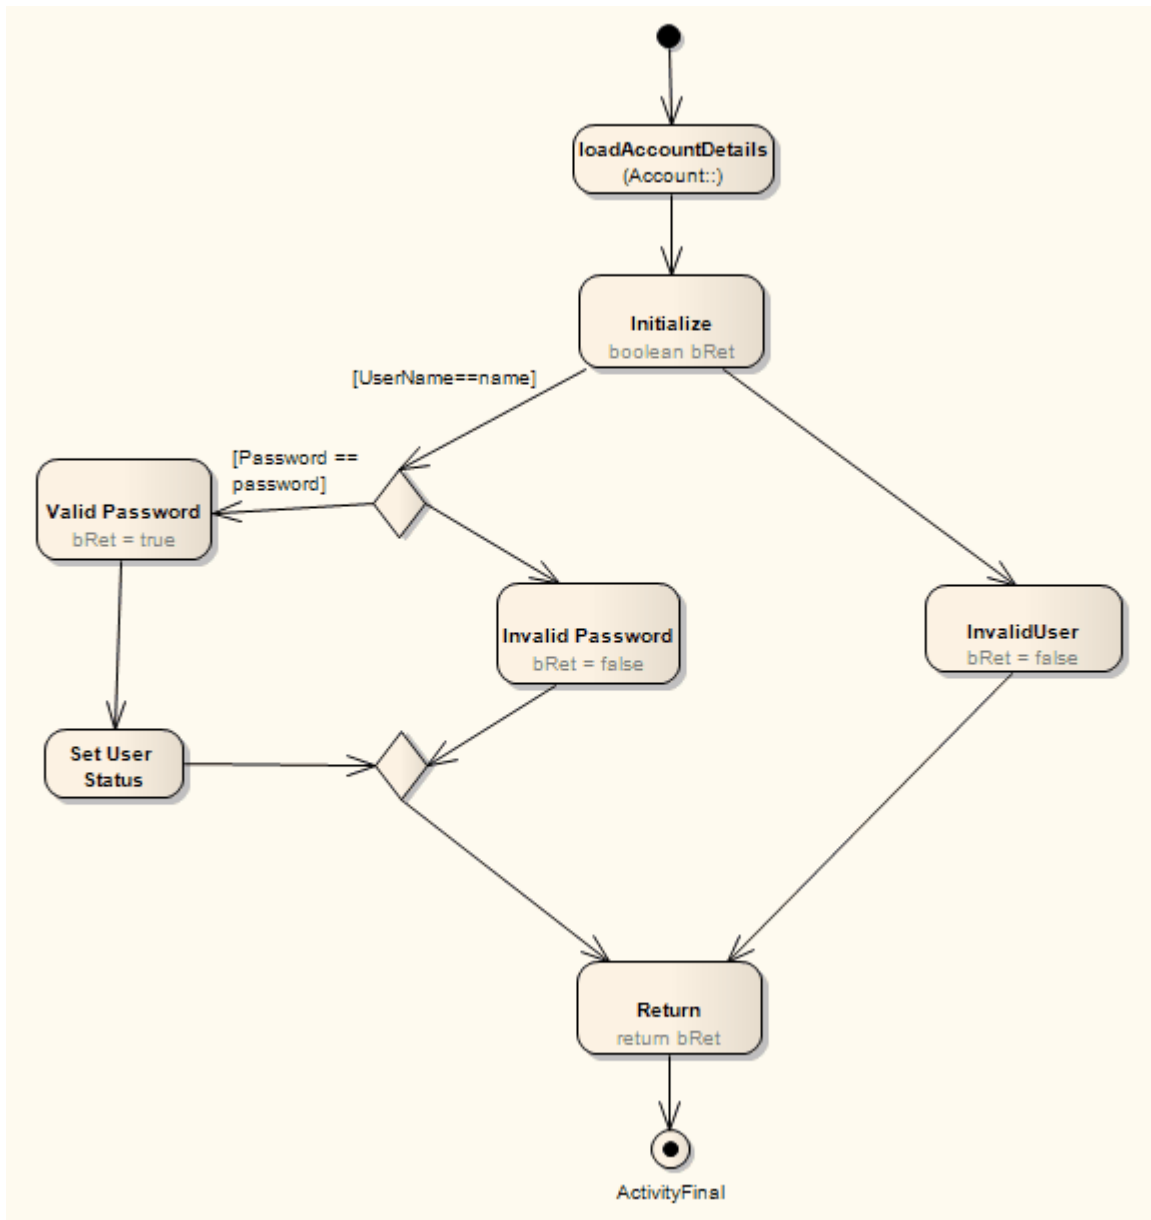 loadAccountDetails
(Account::)
Initialize
boolean bRet
[UserName==name]
[Password ==
password]
Valid Password
bRet = true
Invalid Password
bRet = false
InvalidUser
bRet = false
Set User
Status
Return
return bRet
ActivityFinal